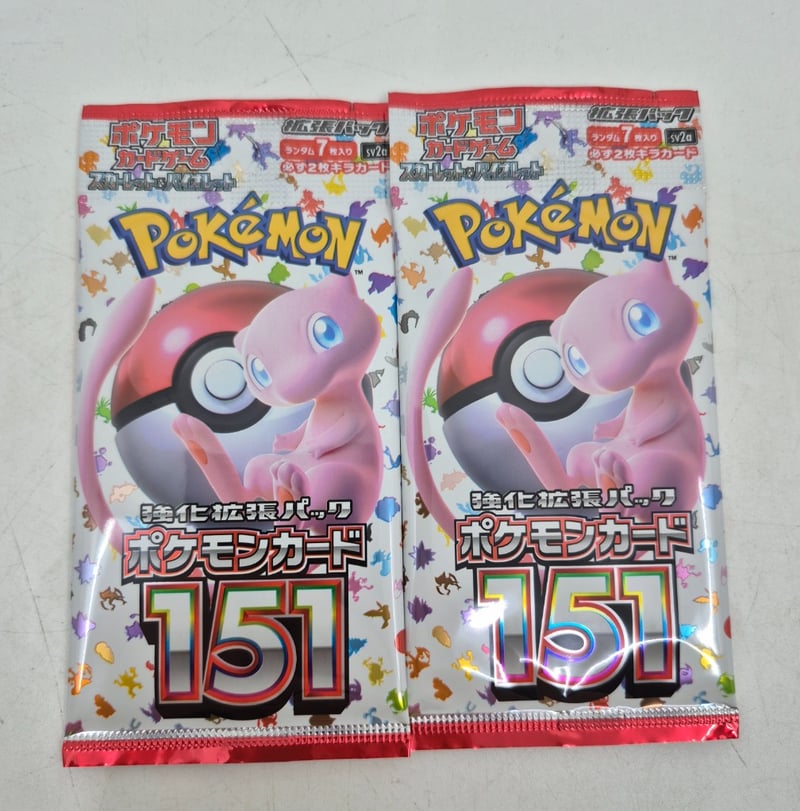 ポケモン
カードゲーム
スカーレット&バイオレット
拡張パック
ランダム7枚入り
sv2a
必ず2枚キラカード
POKéMON
TM
強化拡張パック
ポケモンカード
151
ポケモン
カードゲーム
スカーレット&バイオレット
拡張パック
ランダム7枚入り
sv2a
必ず2枚キラカード
POKéMON
TM
強化拡張パック
ポケモンカード
151